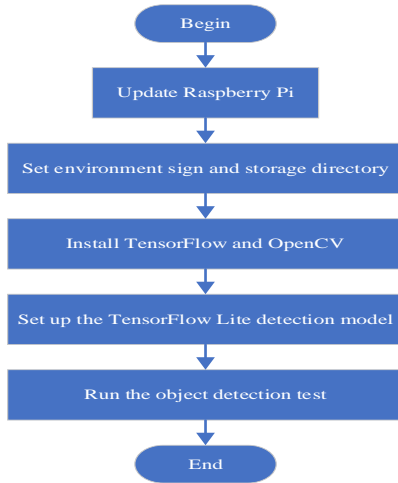 Begin
Update Raspberry Pi
Set environment sign and storage directory
Install TensorFlow and OpenCV
Set up the TensorFlow Lite detection model
Run the object detection test
End